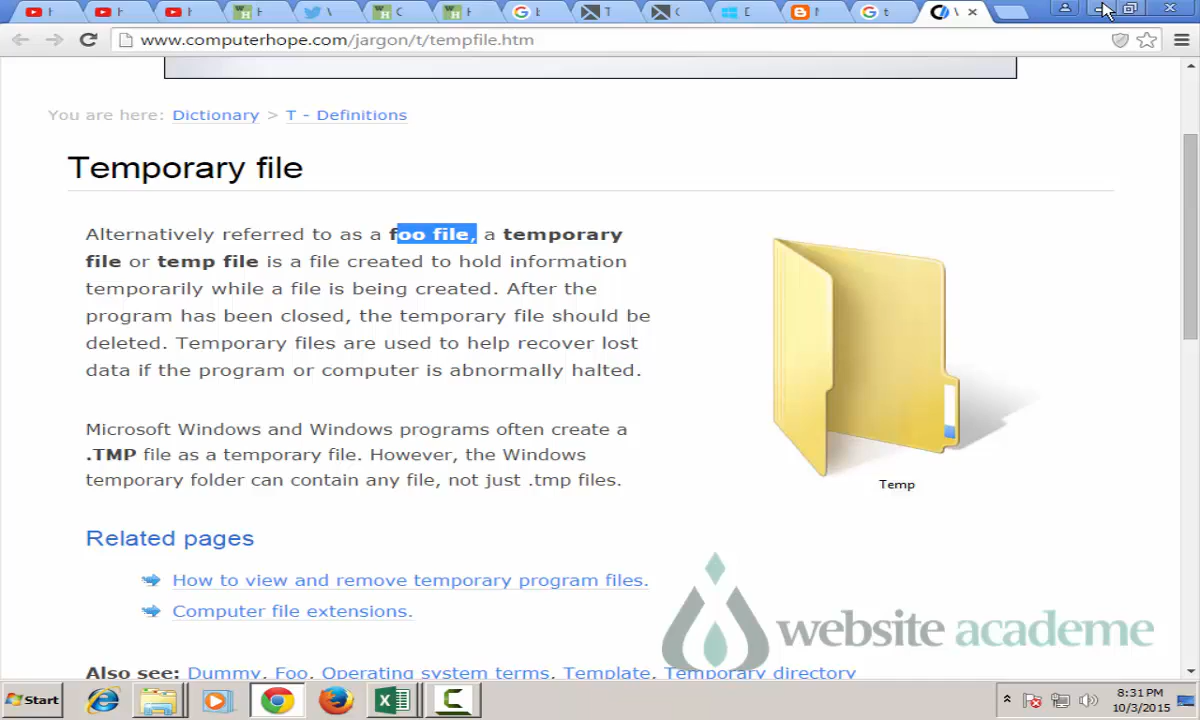 www.computerhope.com/jargon/t/tempfile.htm
You are here: Dictionary > T - Definitions
Temporary file
Alternatively referred to as a foo file, a temporary
file or temp file is a file created to hold information
temporarily while a file is being created. After the
program has been closed, the temporary file should be
deleted. Temporary files are used to help recover lost
data if the program or computer is abnormally halted.
Microsoft Windows and Windows programs often create a
.TMP file as a temporary file. However, the Windows
temporary folder can contain any file, not just .tmp files.
Temp
Related pages
How to view and remove temporary program files.
Computer file extensions.
website academe
Also see: Dummy, Foo, Operating system terms, Template, Temporary directory
Start
8:31 PM
10/3/2015